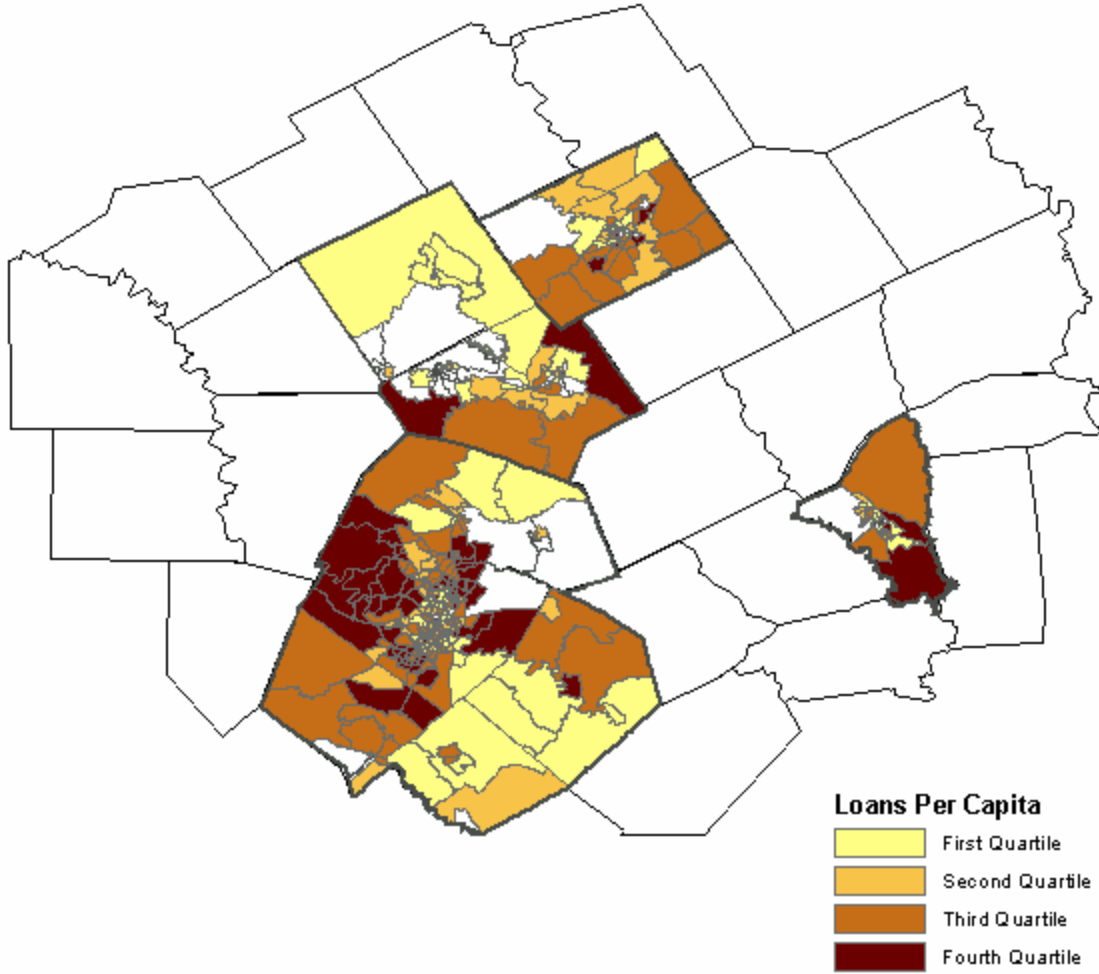 Loans Per Capita
First Quartile
Second Quartile
Third Quartile
Fourth Quartile